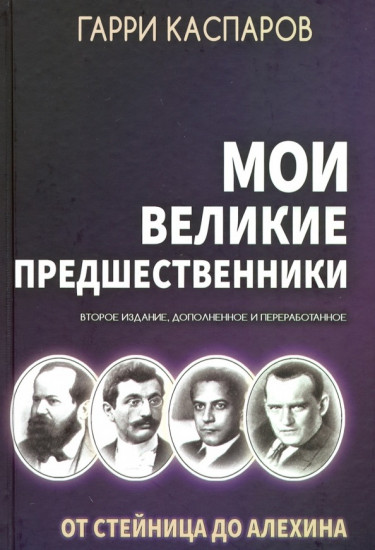 ГАРРИ КАСПАРОВ
МОИ
ВЕЛИКИЕ
ПРЕДШЕСТВЕННИКИ
ВТОРОЕ ИЗДАНИЕ, ДОПОЛНЕННОЕ И ПЕРЕРАБОТАННОЕ
ОТ СТЕЙНИЦА ДО АЛЕХИНА